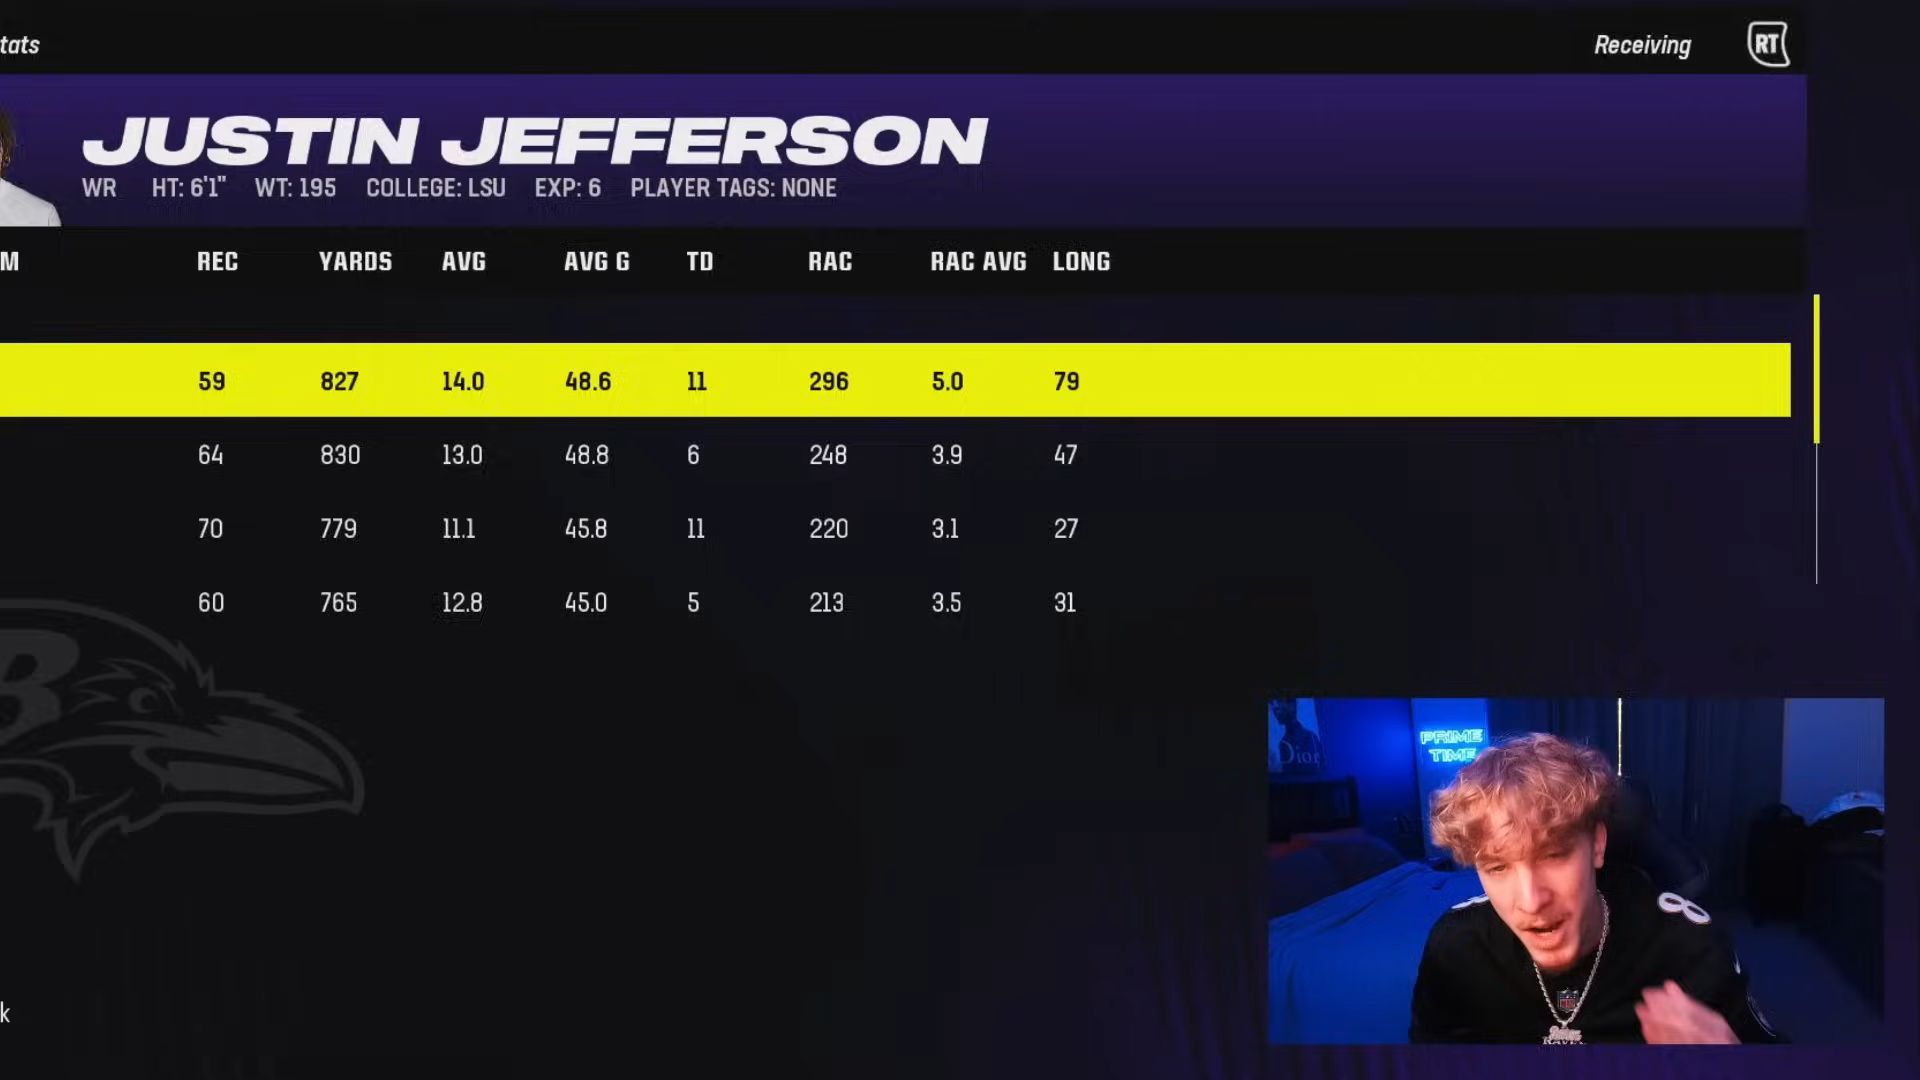 tats
Receiving RT
JUSTIN JEFFERSON
WR HT: 6'1" WT: 195 COLLEGE: LSU EXP: 6 PLAYER TAGS: NONE
M REC YARDS AVG AVG G TD RAC RAC AVG LONG
59 827 14.0 48.6 11 296 5.0 79
64 830 13.0 48.8 6 248 3.9 47
70 779 11.1 45.8 11 220 3.1 27
60 765 12.8 45.0 5 213 3.5 31
B
k
Dior
PRIME
TIME
8
NFL